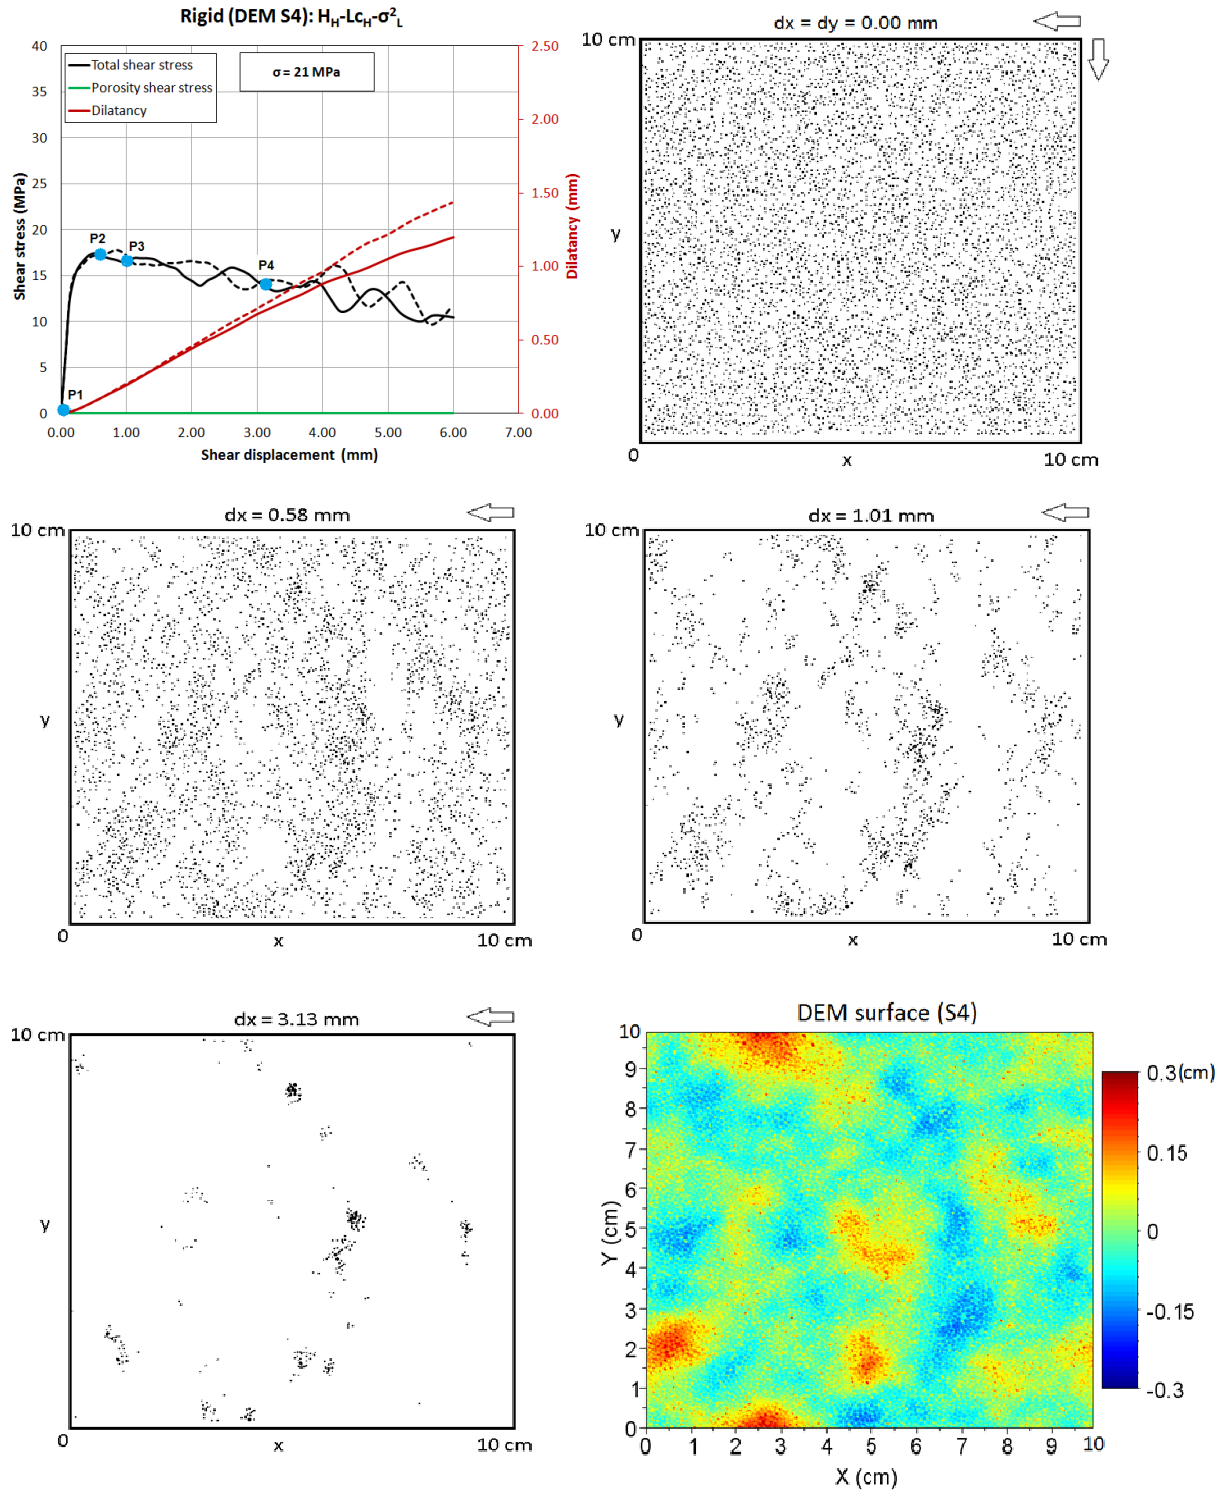 Rigid (DEM S4): H_H-Lc_H-σ²_L
40
35
30
25
20
15
10
5
0
Shear stress (MPa)
Total shear stress
Porosity shear stress
Dilatancy
σ = 21 MPa
P1
P2
P3
P4
2.50
2.00
1.50
1.00
0.50
0.00
Dilatancy (mm)
0.00 1.00 2.00 3.00 4.00 5.00 6.00 7.00
Shear displacement (mm)
dx = dy = 0.00 mm
10 cm
y
0 x 10 cm
dx = 0.58 mm
10 cm
y
0 x 10 cm
dx = 1.01 mm
10 cm
y
0 x 10 cm
dx = 3.13 mm
10 cm
y
0 x 10 cm
DEM surface (S4)
10
9
8
7
6
5
4
3
2
1
0
Y (cm)
0 1 2 3 4 5 6 7 8 9 10
X (cm)
0.3(cm)
0.15
0
-0.15
-0.3